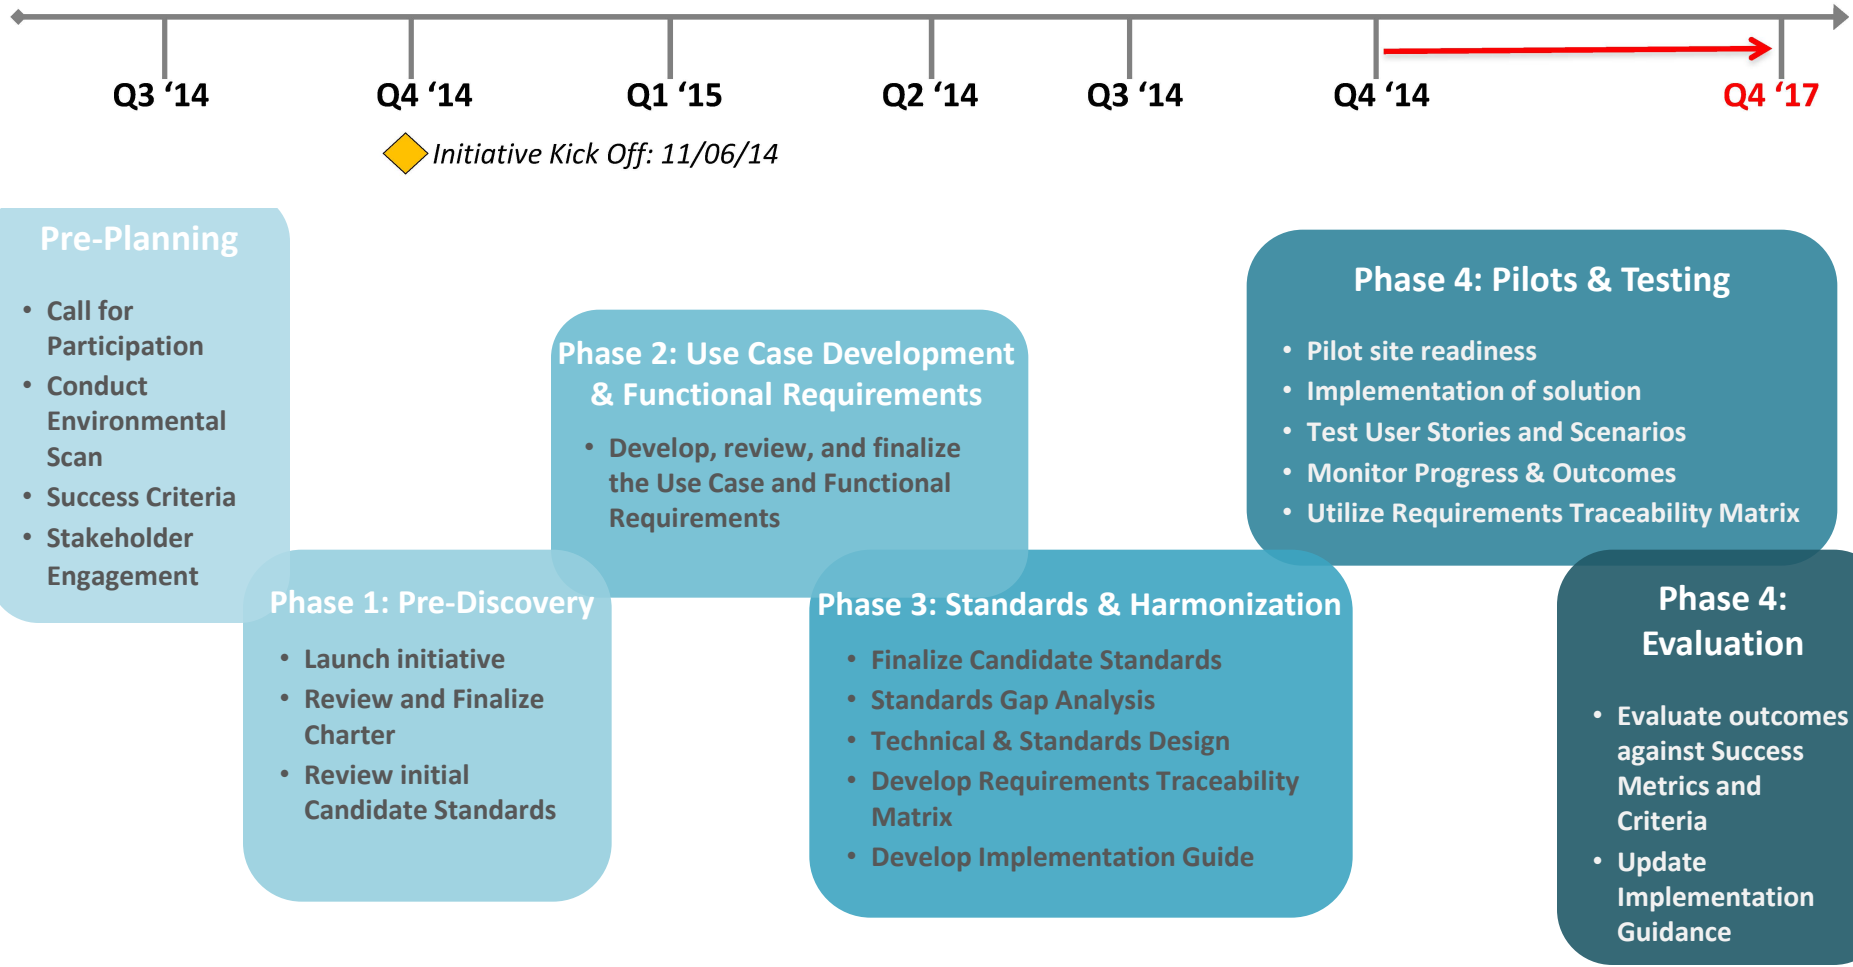 Q3 ‘14
Q4 ‘14
Q1 ‘15
Q2 ‘14
Q3 ‘14
Q4 ‘14
Q4 ‘17
Initiative Kick Off: 11/06/14
Pre-Planning
• Call for
Participation
• Conduct
Environmental
Scan
• Success Criteria
• Stakeholder
Engagement
Phase 1: Pre-Discovery
• Launch initiative
• Review and Finalize
Charter
• Review initial
Candidate Standards
Phase 2: Use Case Development
& Functional Requirements
• Develop, review, and finalize
the Use Case and Functional
Requirements
Phase 3: Standards & Harmonization
• Finalize Candidate Standards
• Standards Gap Analysis
• Technical & Standards Design
• Develop Requirements Traceability
Matrix
• Develop Implementation Guide
Phase 4: Pilots & Testing
• Pilot site readiness
• Implementation of solution
• Test User Stories and Scenarios
• Monitor Progress & Outcomes
• Utilize Requirements Traceability Matrix
Phase 4:
Evaluation
• Evaluate outcomes
against Success
Metrics and
Criteria
• Update
Implementation
Guidance